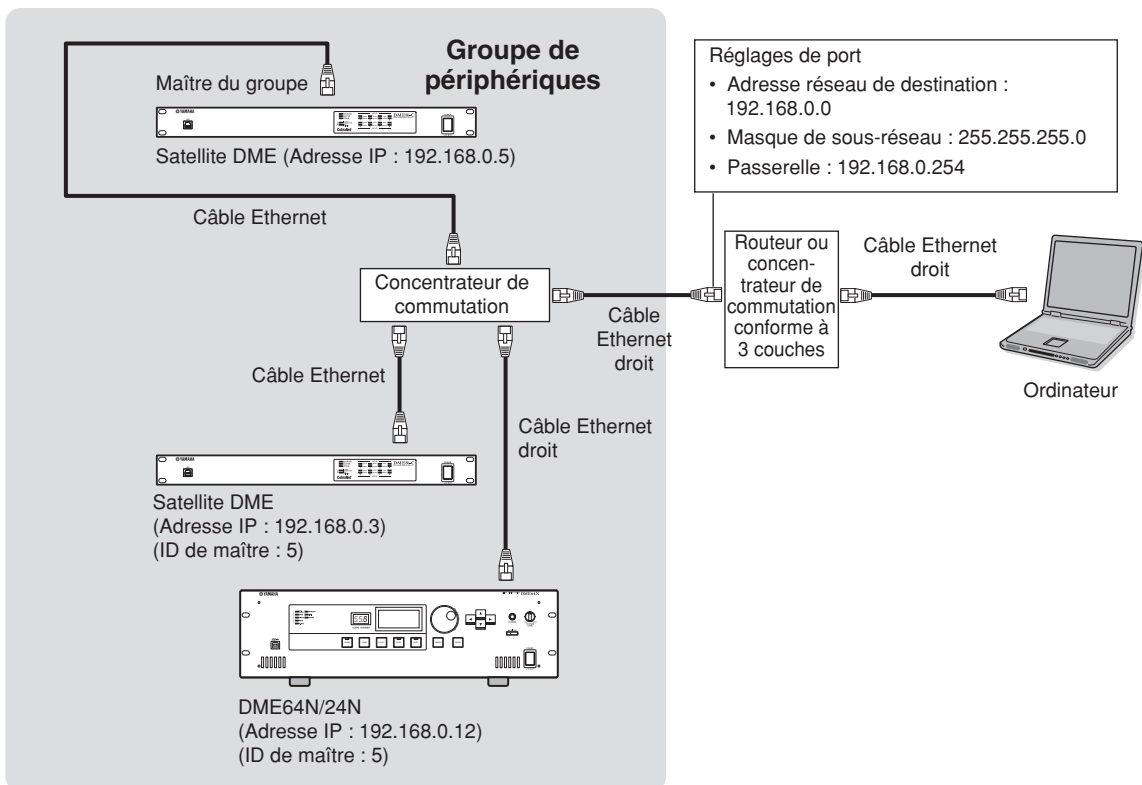 Groupe de
périphériques
Maître du groupe
YAMAHA
Satellite DME (Adresse IP : 192.168.0.5)
Câble Ethernet
Réglages de port
• Adresse réseau de destination :
192.168.0.0
• Masque de sous-réseau : 255.255.255.0
• Passerelle : 192.168.0.254
Concentrateur de
commutation
Câble
Ethernet
droit
Routeur ou
concen-
trateur de
commutation
conforme à
3 couches
Câble Ethernet
droit
Ordinateur
Câble Ethernet
Câble Ethernet
droit
YAMAHA
Satellite DME
(Adresse IP : 192.168.0.3)
(ID de maître : 5)
YAMAHA
DME64N
DME64N/24N
(Adresse IP : 192.168.0.12)
(ID de maître : 5)